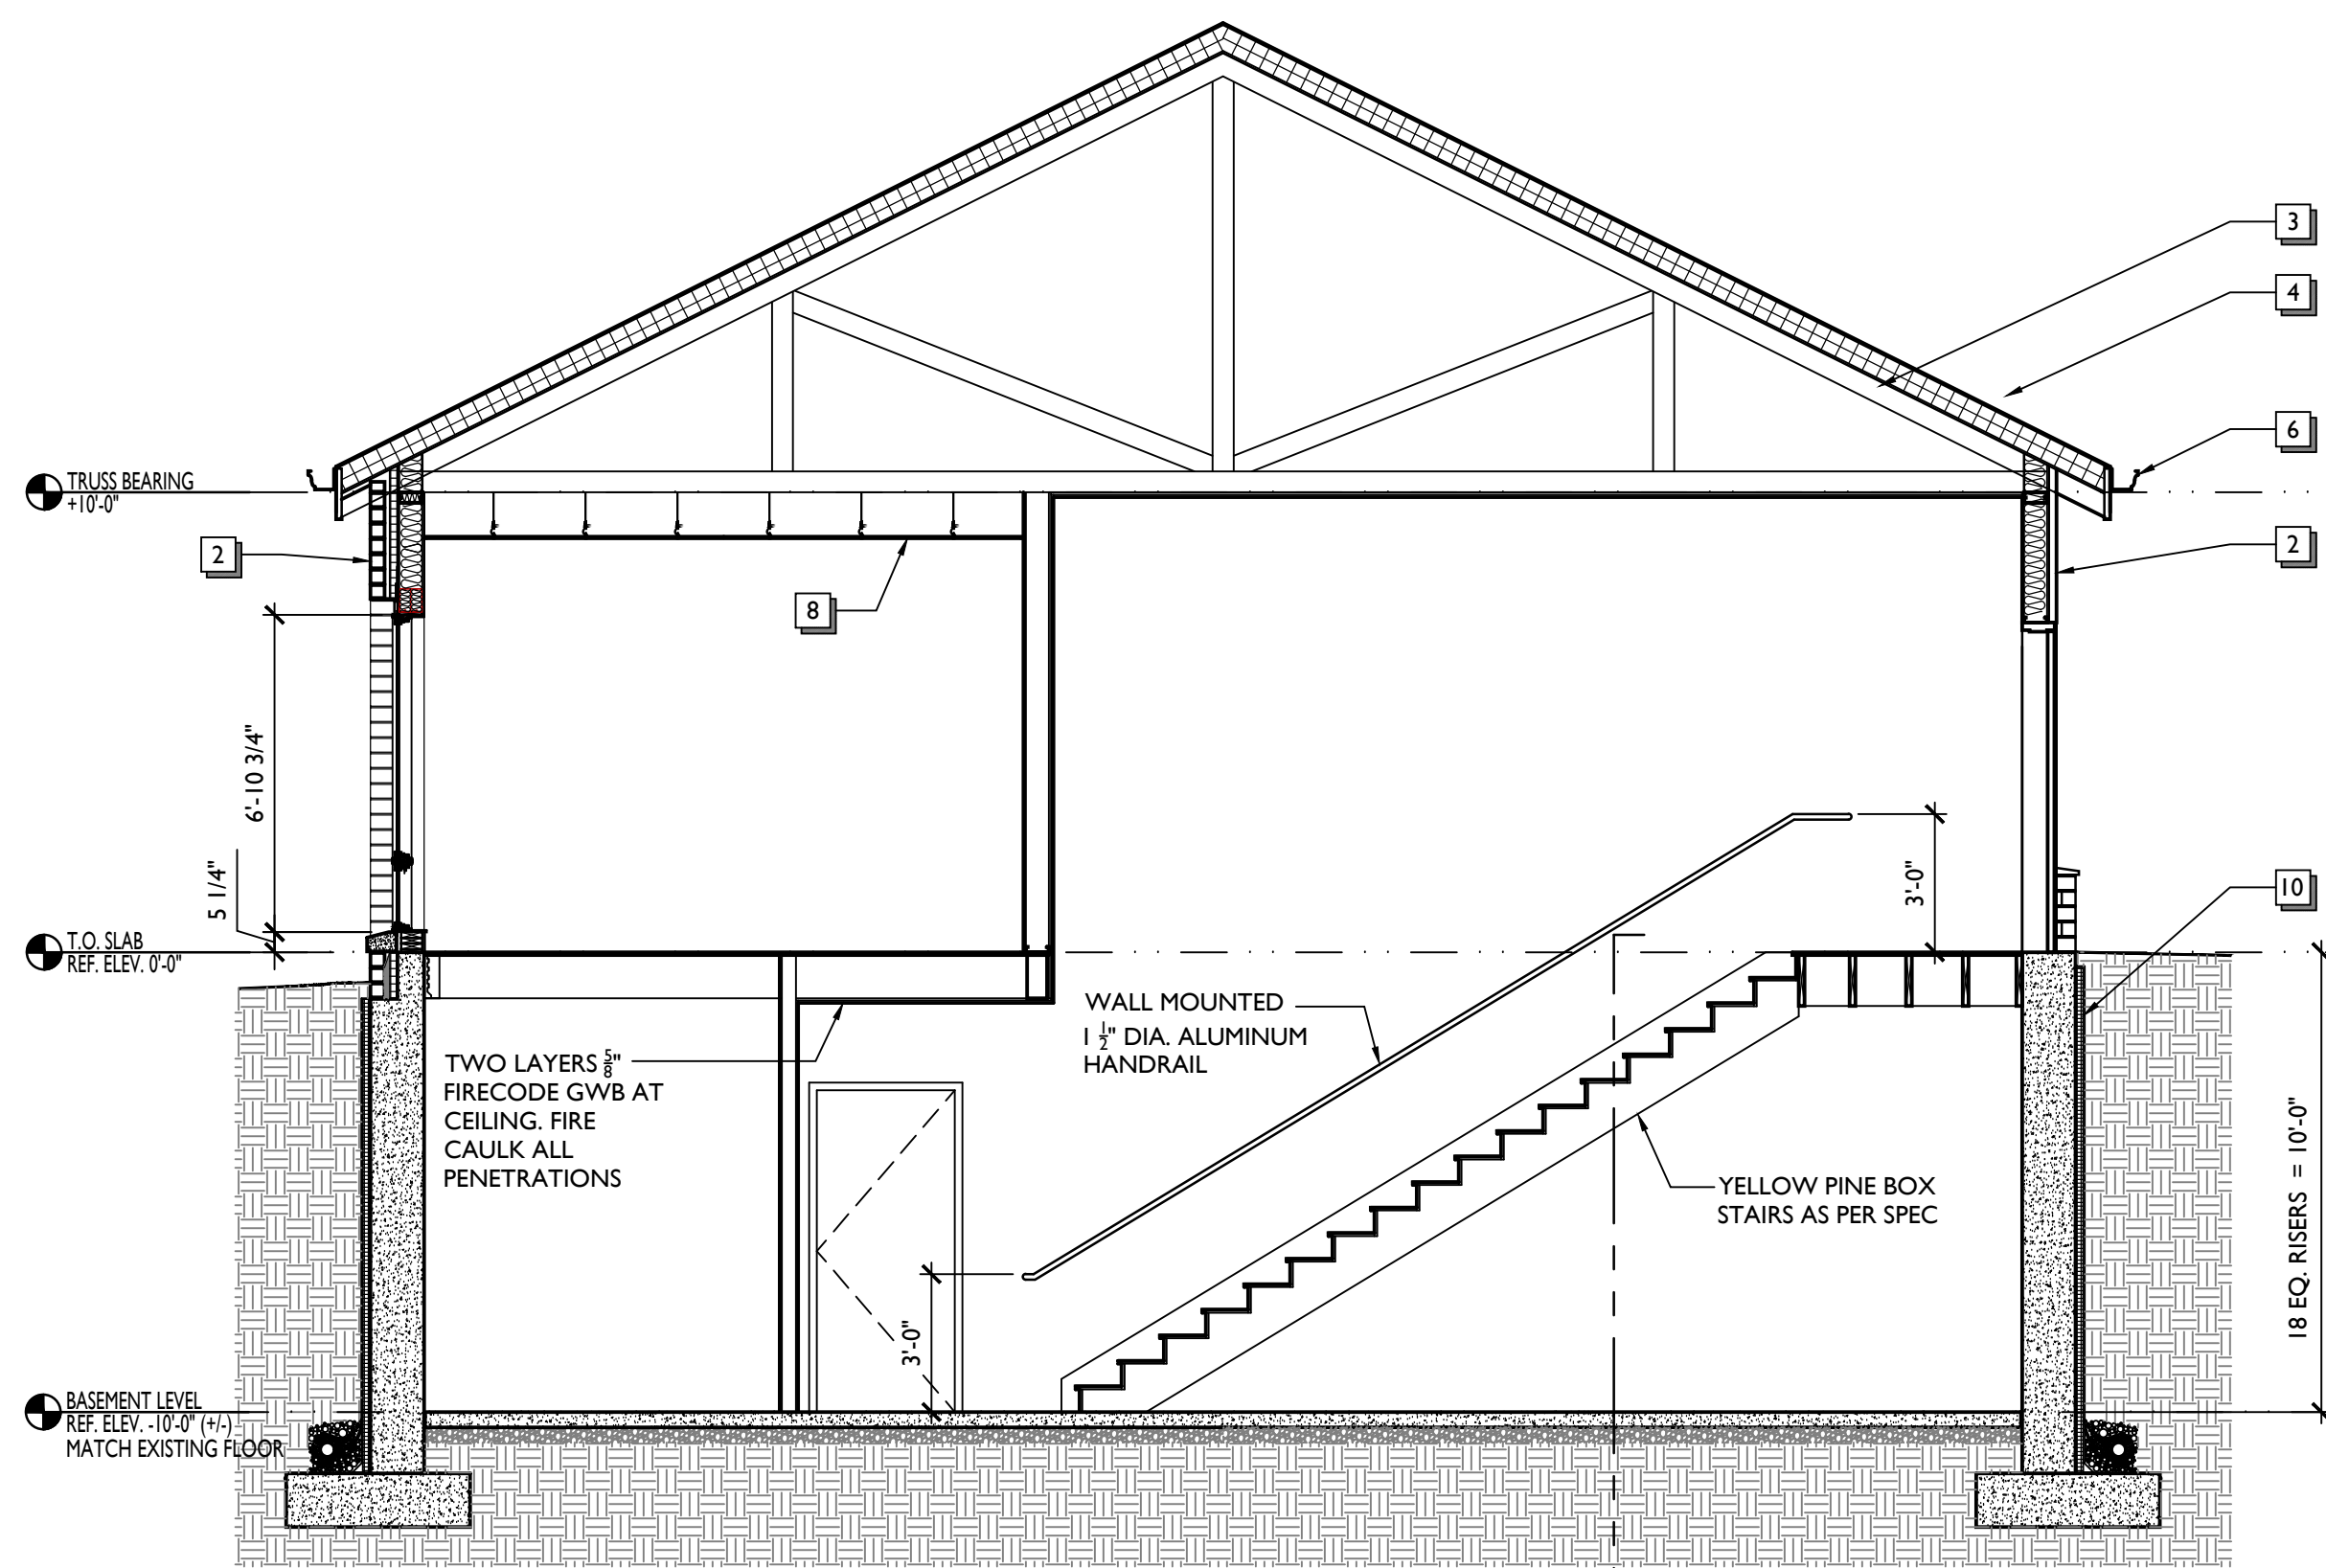 3
4
6
TRUSS BEARING
+10'-0"
2
2
8
6'-10 3/4"
5 1/4"
3'-0"
10
T.O. SLAB
REF. ELEV. 0'-0"
WALL MOUNTED
1 1/2" DIA. ALUMINUM
HANDRAIL
TWO LAYERS 5/8"
FIRECODE GWB AT
CEILING. FIRE
CAULK ALL
PENETRATIONS
YELLOW PINE BOX
STAIRS AS PER SPEC
18 EQ. RISERS = 10'-0"
3'-0"
BASEMENT LEVEL
REF. ELEV. -10'-0" (+/-)
MATCH EXISTING FLOOR